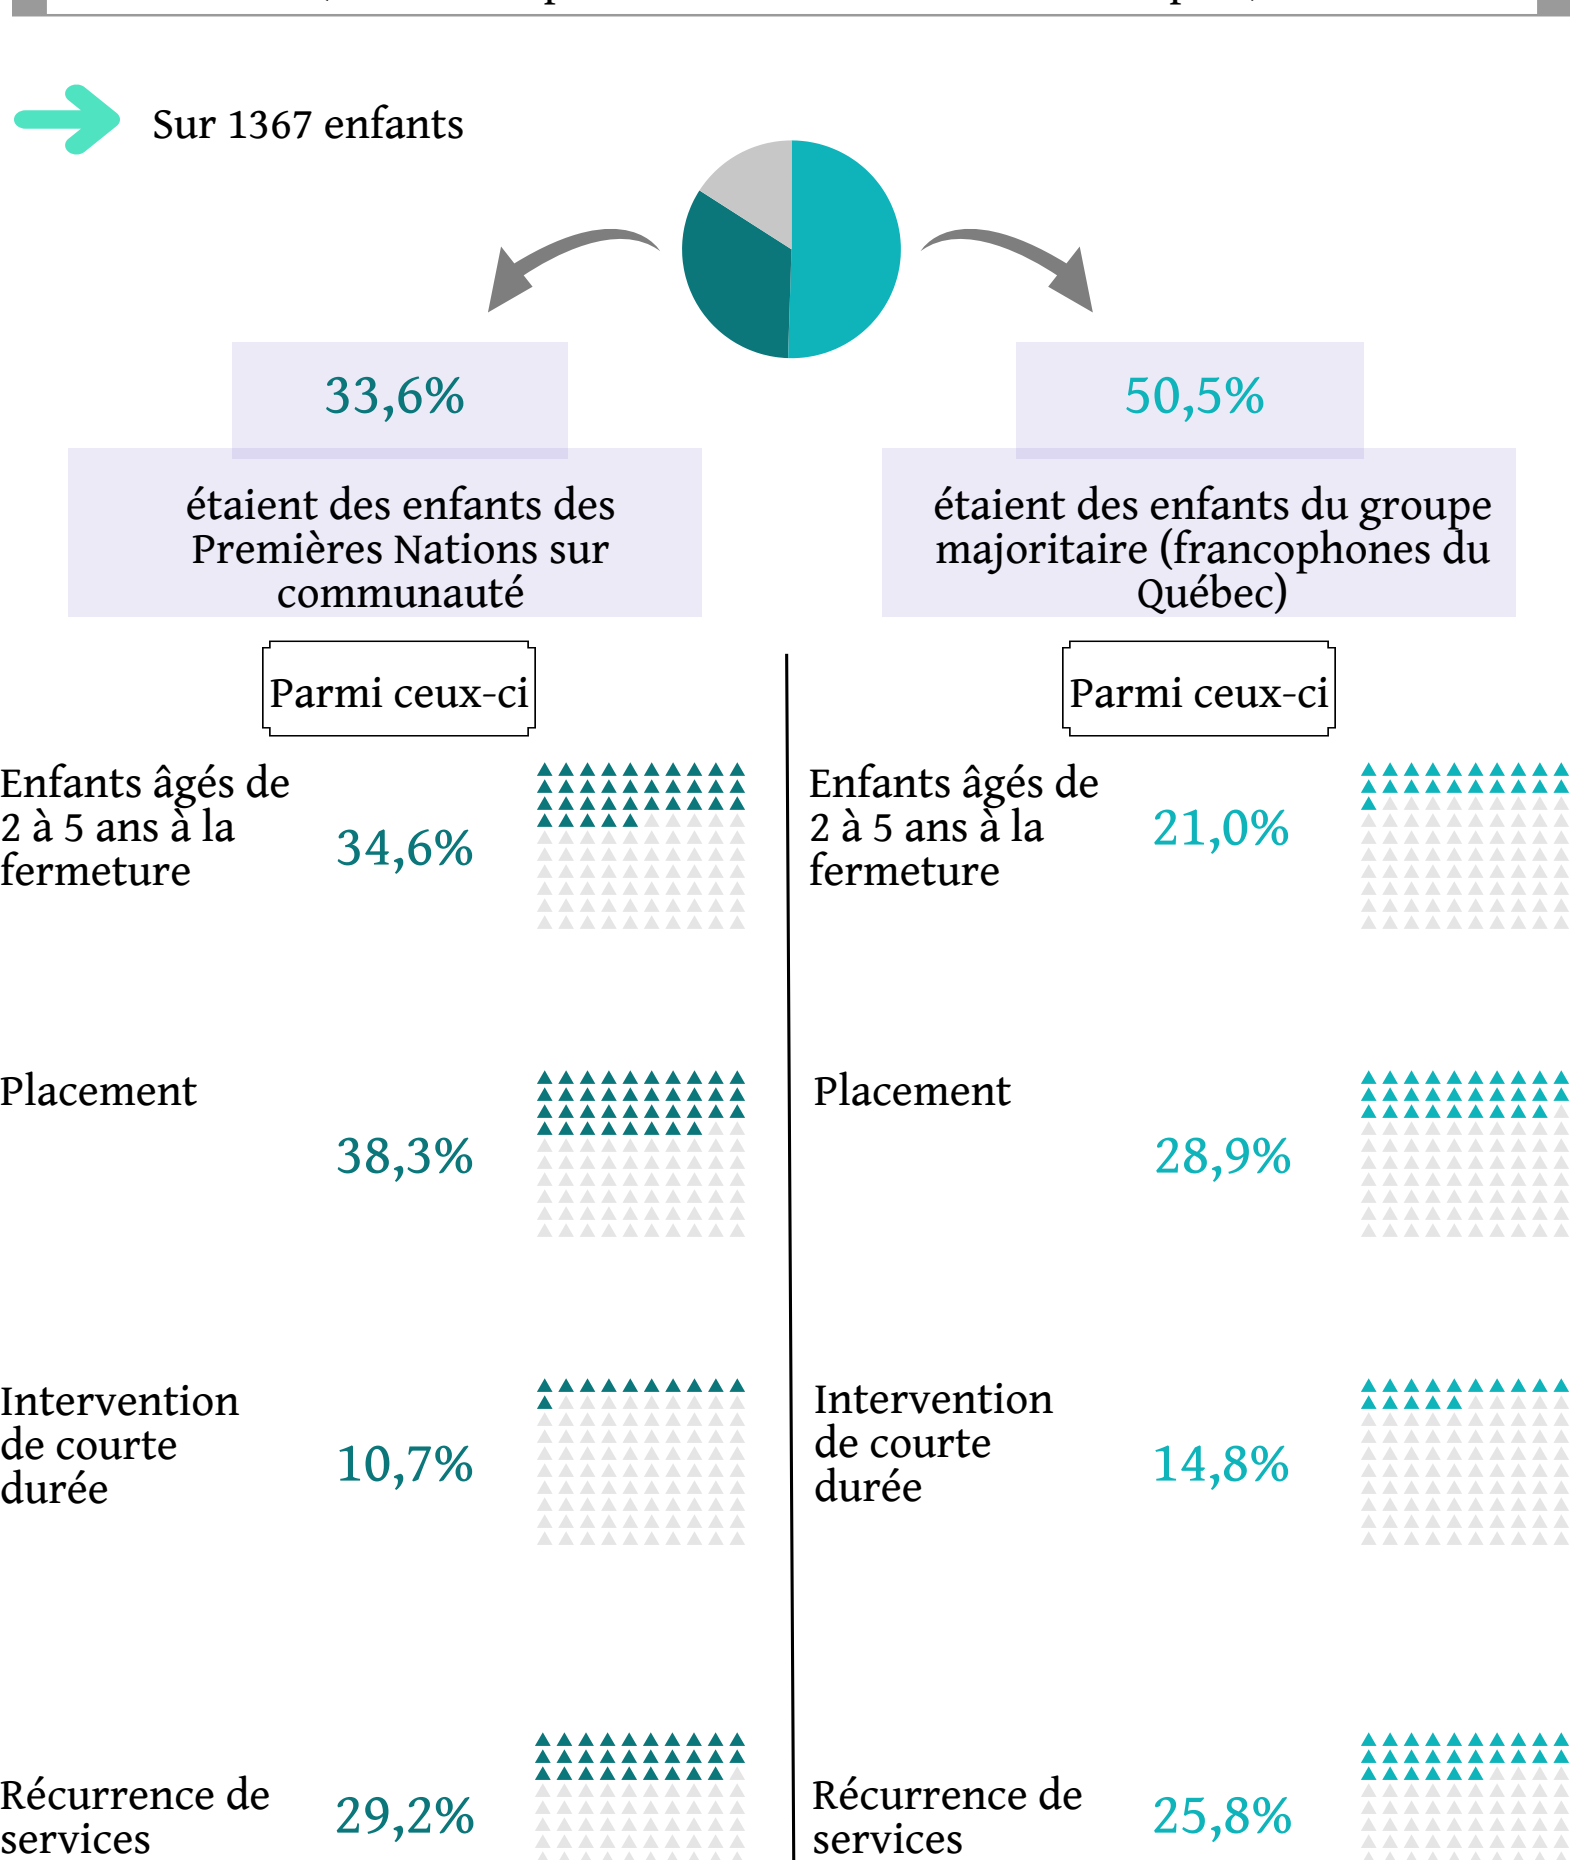 Sur 1367 enfants
33,6%
étaient des enfants des
Premières Nations sur
communauté
Parmi ceux-ci
Enfants âgés de
2 à 5 ans à la
fermeture
34,6%
Placement
38,3%
Intervention
de courte
durée
10,7%
Récurrence de
services
29,2%
50,5%
étaient des enfants du groupe
majoritaire (francophones du
Québec)
Parmi ceux-ci
Enfants âgés de
2 à 5 ans à la
fermeture
21,0%
Placement
28,9%
Intervention
de courte
durée
14,8%
Récurrence de
services
25,8%